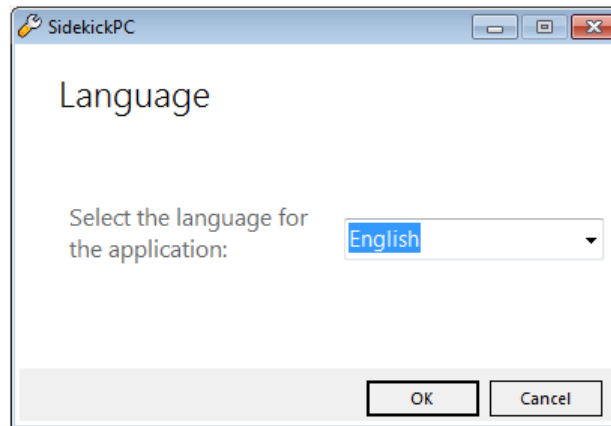 SidekickPC
Language
Select the language for
the application:
English
OK
Cancel